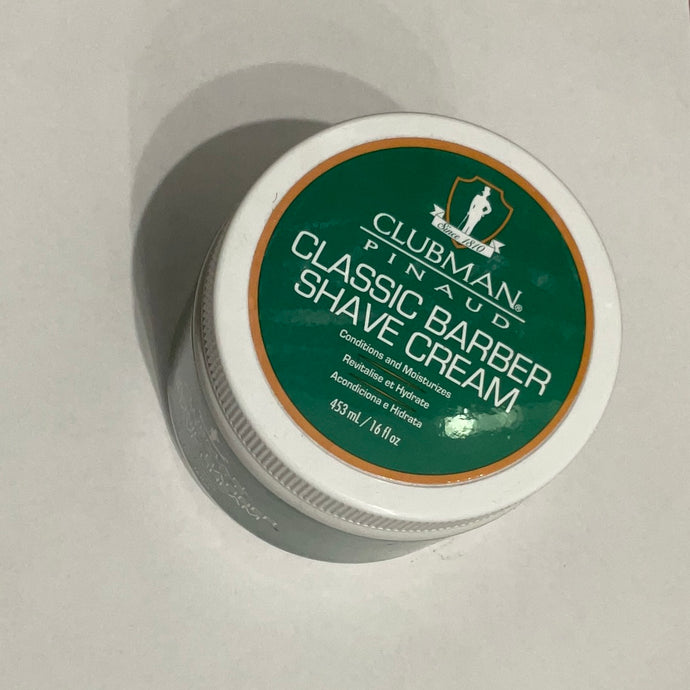 Since 1810
CLUBMAN®
PINAUD
CLASSIC BARBER
SHAVE CREAM
Conditions and Moisturizes
Revitalise et Hydrate
Acondiciona e Hidrata
453 mL / 16 fl oz